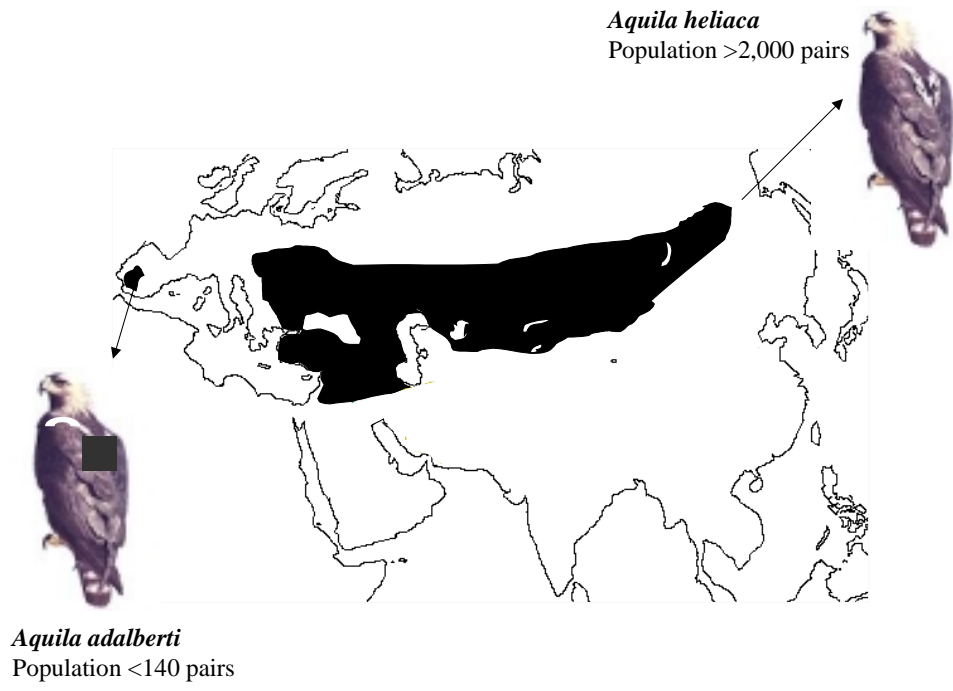 Aquila heliaca
Population >2,000 pairs
Aquila adalberti
Population <140 pairs